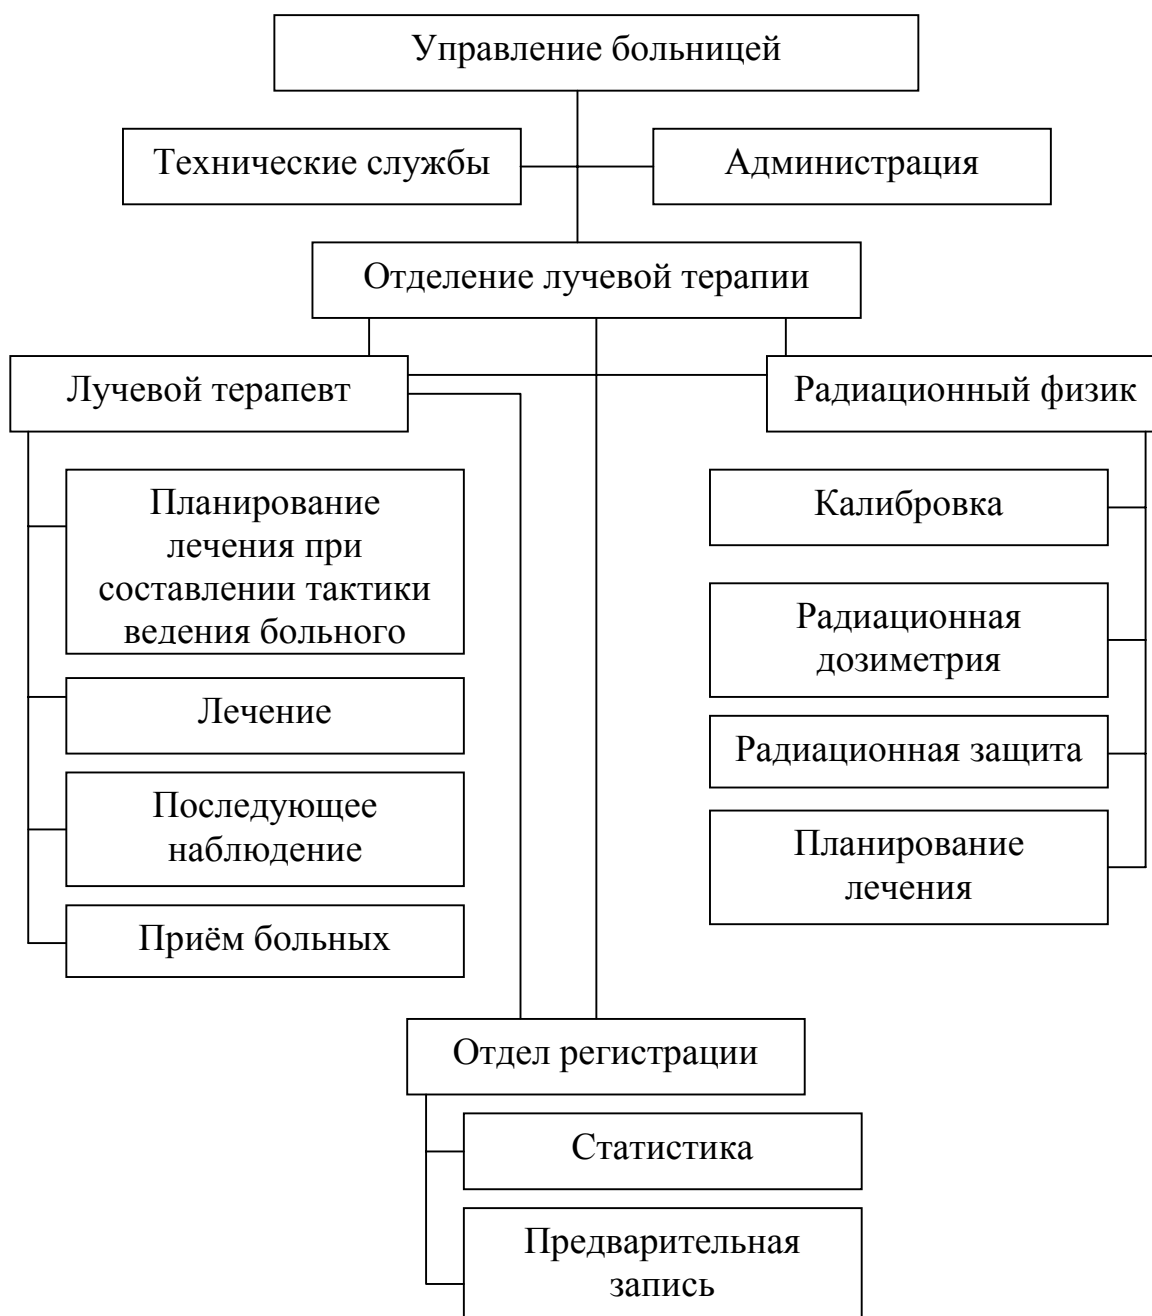 Управление больницей
Технические службы
Администрация
Отделение лучевой терапии
Лучевой терапевт
Радиационный физик
Планирование
лечения при
составлении тактики
ведения больного
Лечение
Последующее
наблюдение
Приём больных
Калибровка
Радиационная
дозиметрия
Радиационная защита
Планирование
лечения
Отдел регистрации
Статистика
Предварительная
запись